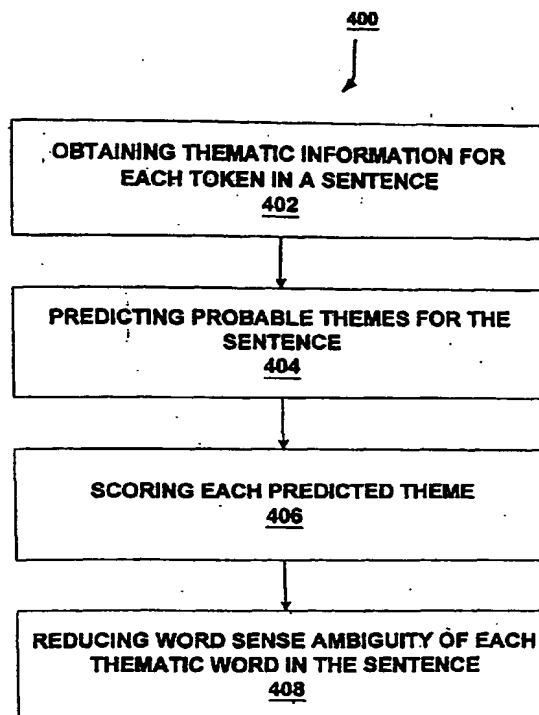 400
OBTAINING THEMATIC INFORMATION FOR
EACH TOKEN IN A SENTENCE
402
PREDICTING PROBABLE THEMES FOR THE
SENTENCE
404
SCORING EACH PREDICTED THEME
406
REDUCING WORD SENSE AMBIGUITY OF EACH
THEMATIC WORD IN THE SENTENCE
408